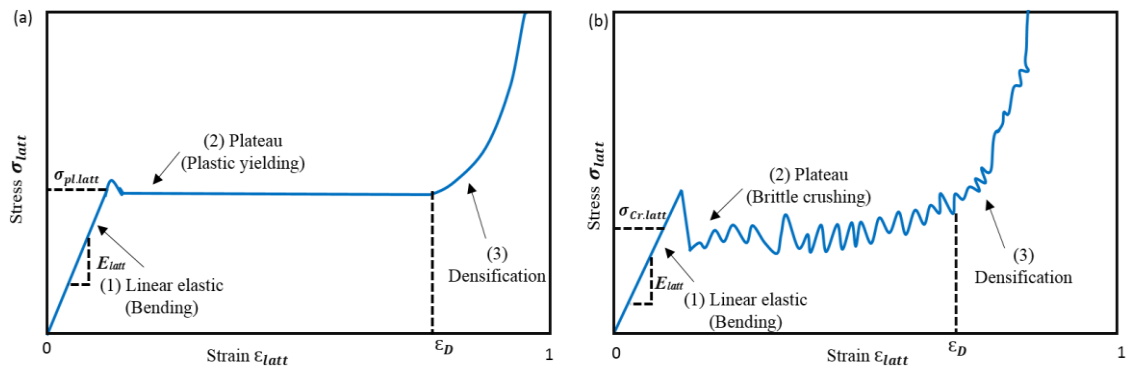 (a)
Stress σlatt
σpl.latt
(2) Plateau
(Plastic yielding)
Elatt
(1) Linear elastic
(Bending)
(3)
Densification
0
Strain εlatt
εD
1
(b)
Stress σlatt
σCr.latt
(2) Plateau
(Brittle crushing)
Elatt
(1) Linear elastic
(Bending)
(3)
Densification
0
Strain εlatt
εD
1